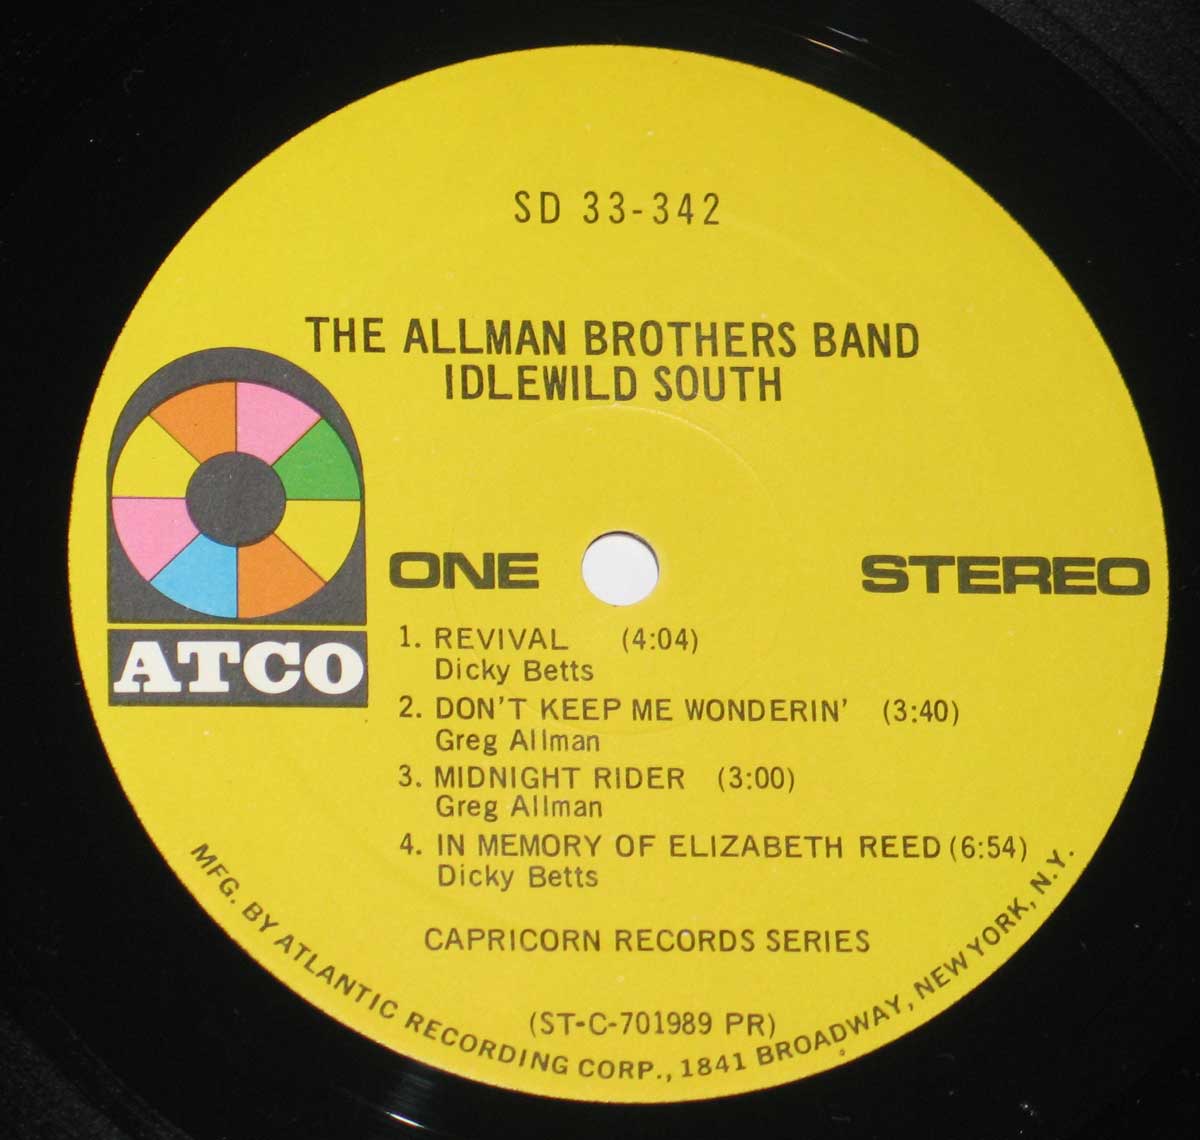 SD 33-342
THE ALLMAN BROTHERS BAND
IDLEWILD SOUTH
ATCO
ONE
STEREO
1. REVIVAL (4:04)
Dicky Betts
2. DON'T KEEP ME WONDERIN' (3:40)
Greg Allman
3. MIDNIGHT RIDER (3:00)
Greg Allman
4. IN MEMORY OF ELIZABETH REED (6:54)
Dicky Betts
CAPRICORN RECORDS SERIES
(ST-C-701989 PR)
MFG. BY ATLANTIC RECORDING CORP., 1841 BROADWAY, NEW YORK, N.Y.